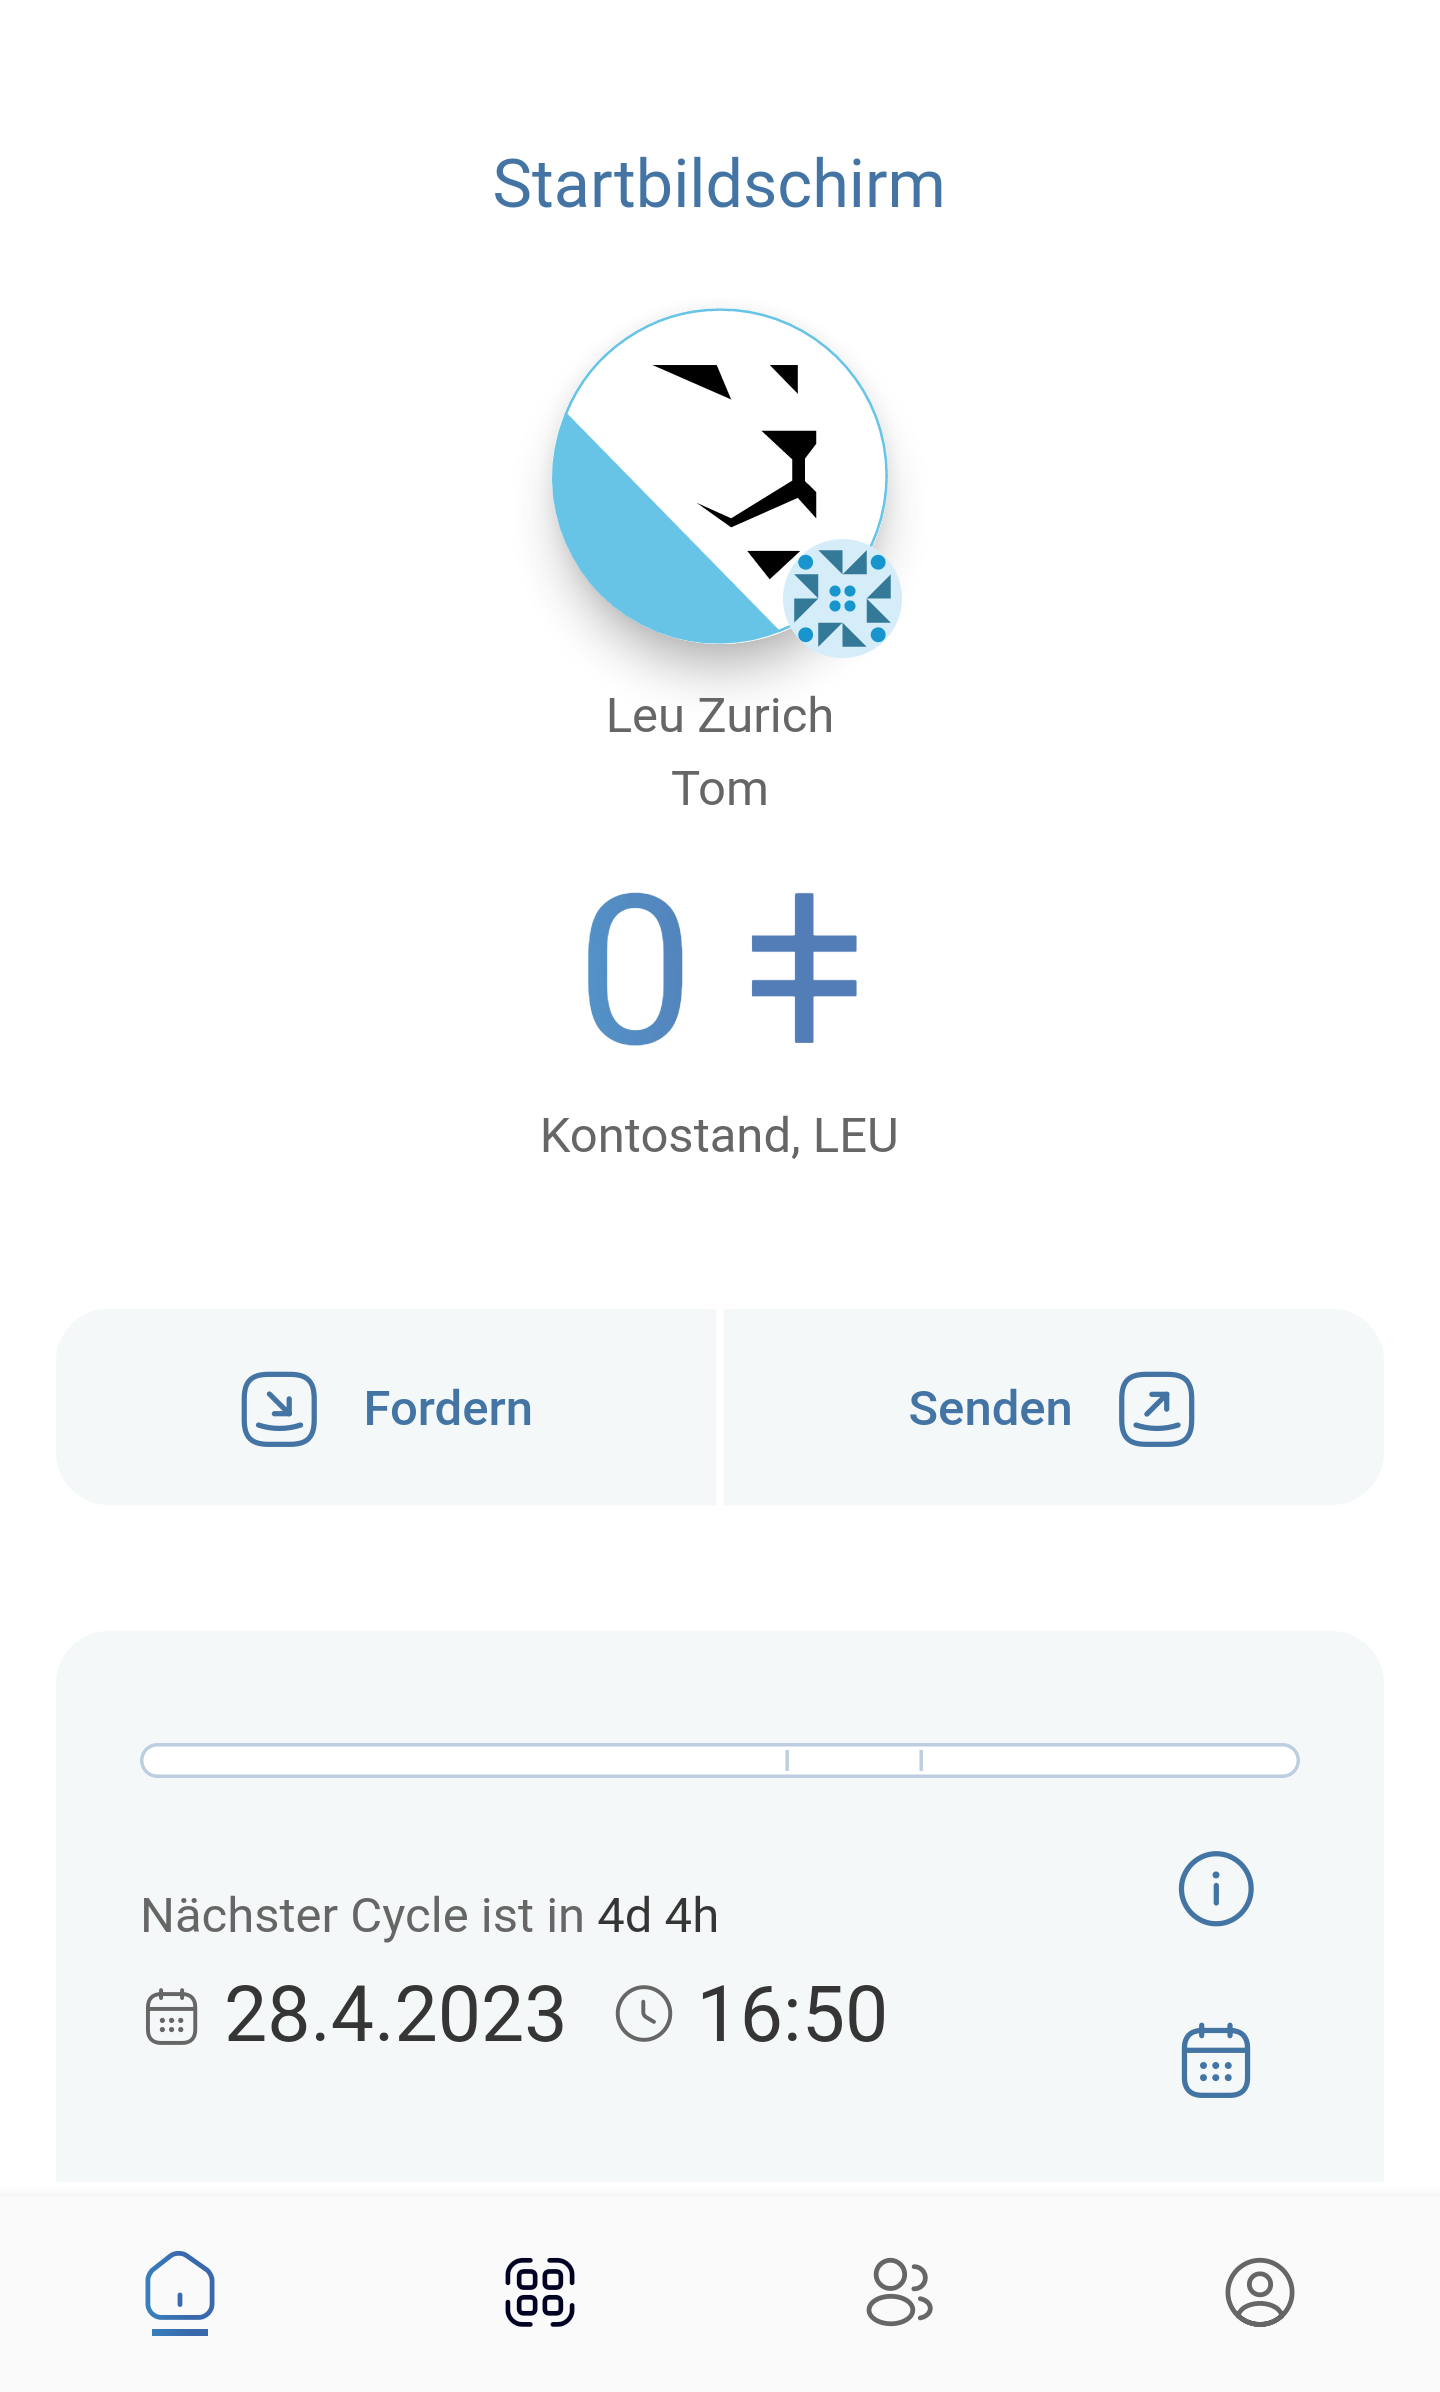 Startbildschirm
Leu Zurich
Tom
0 ‡
Kontostand, LEU
Fordern
Senden
Nächster Cycle ist in 4d 4h
28.4.2023 16:50